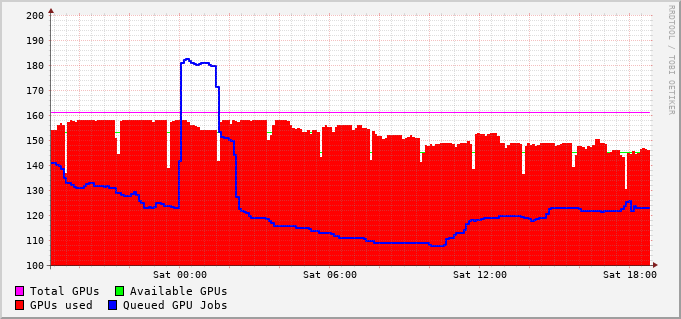 200
190
180
170
160
150
140
130
120
110
100
Sat 00:00 Sat 06:00 Sat 12:00 Sat 18:00
Total GPUs Available GPUs
GPUs used Queued GPU Jobs
RRDTOOL / TOBI OETIKER